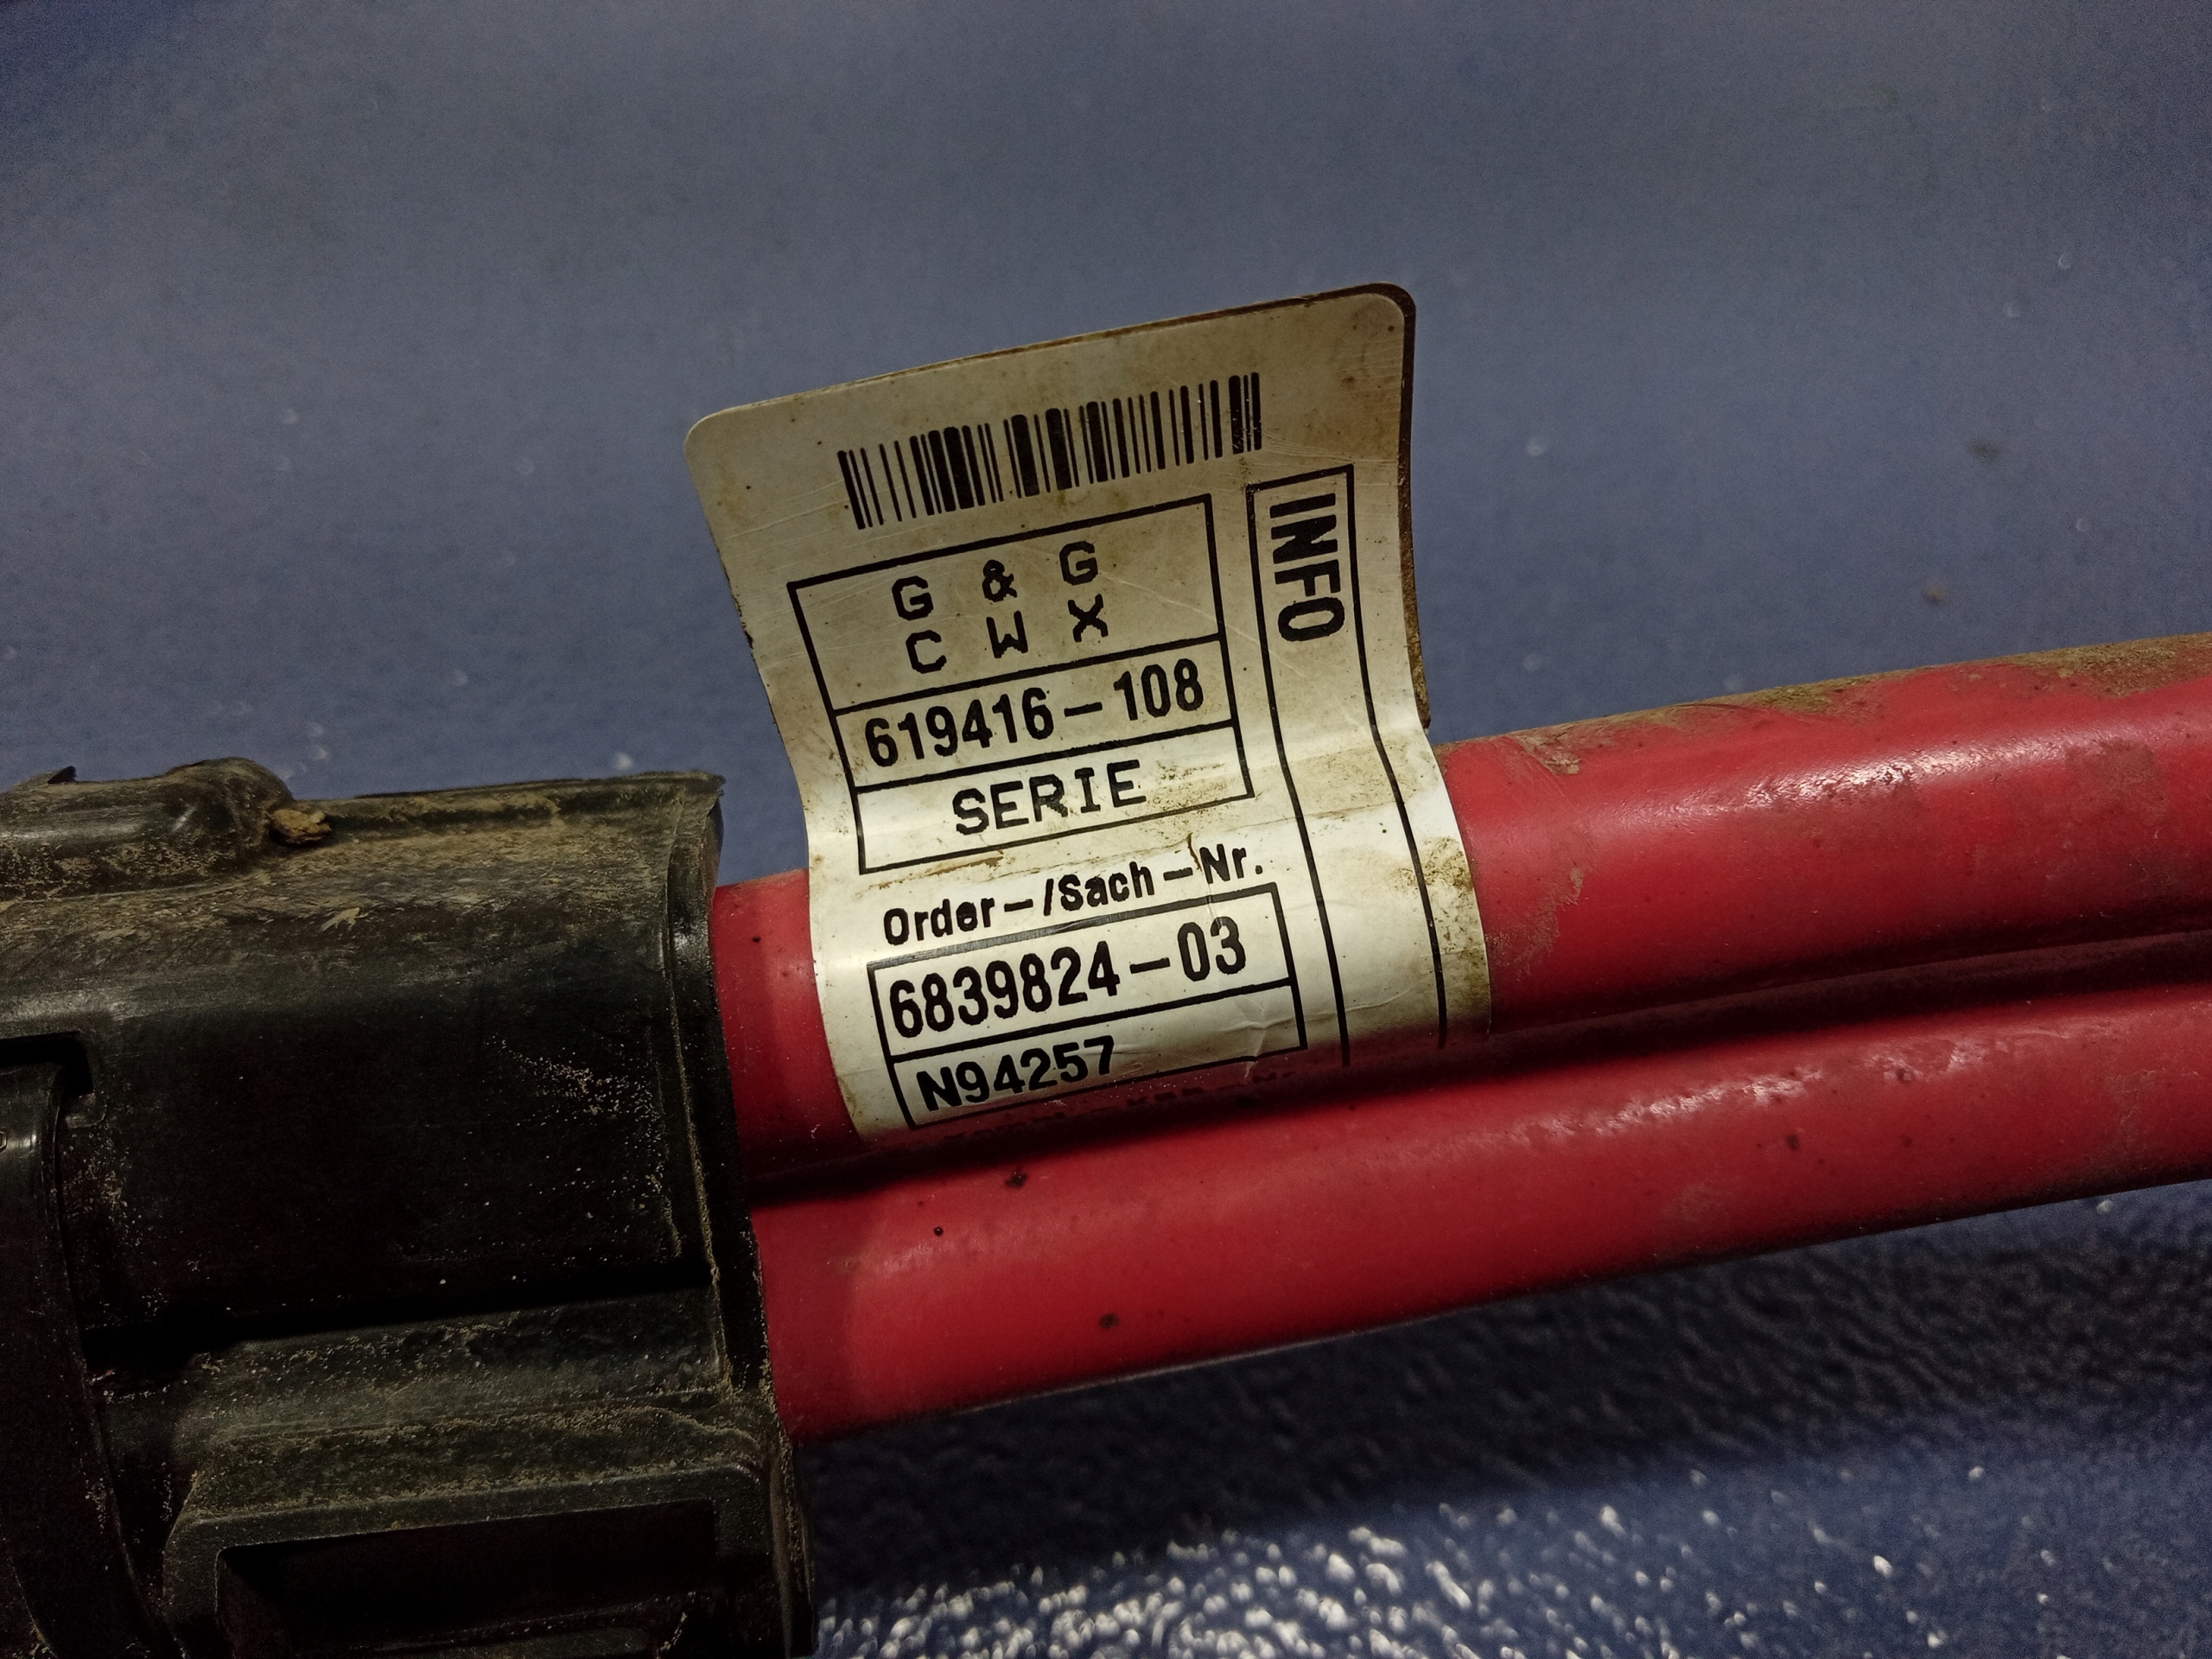 G & G
C W X
619416-108
SERIE
INFO
Order-/Sach-Nr.
6839824-03
N94257